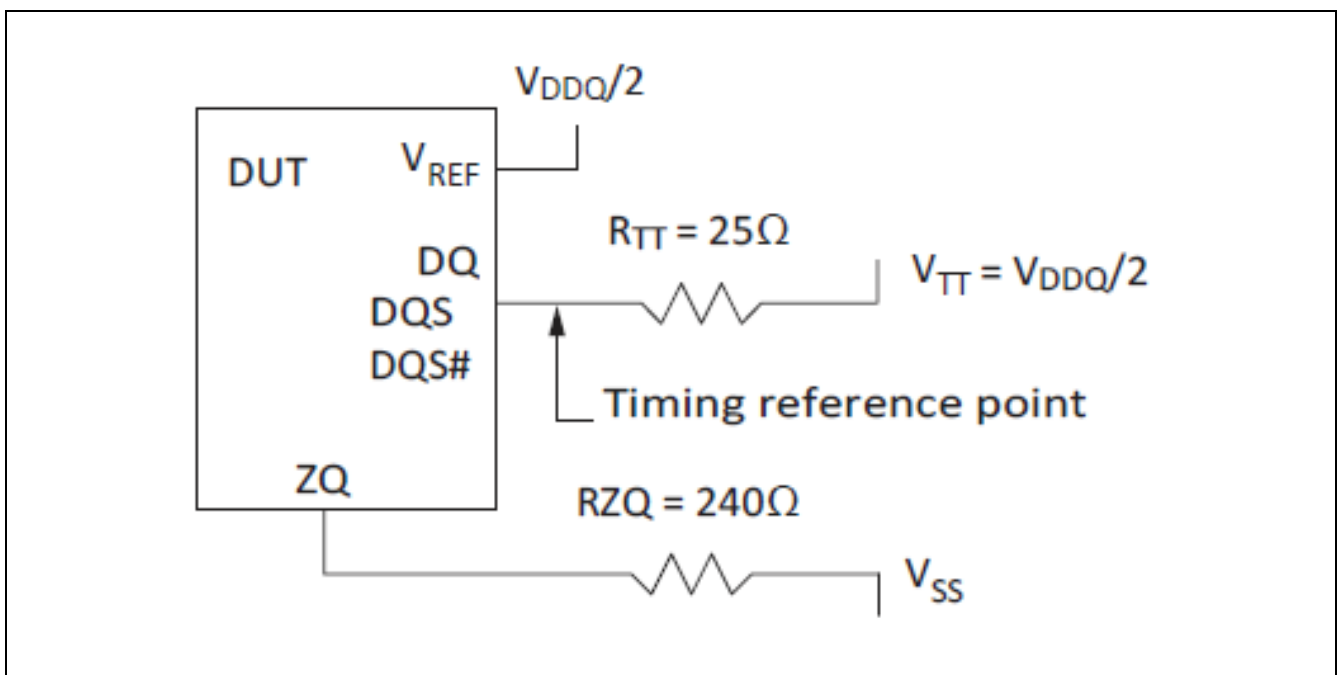 VDDQ/2
DUT
VREF
RTT = 25Ω
DQ
VTT = VDDQ/2
DQS
DQS#
Timing reference point
ZQ
RZQ = 240Ω
VSS